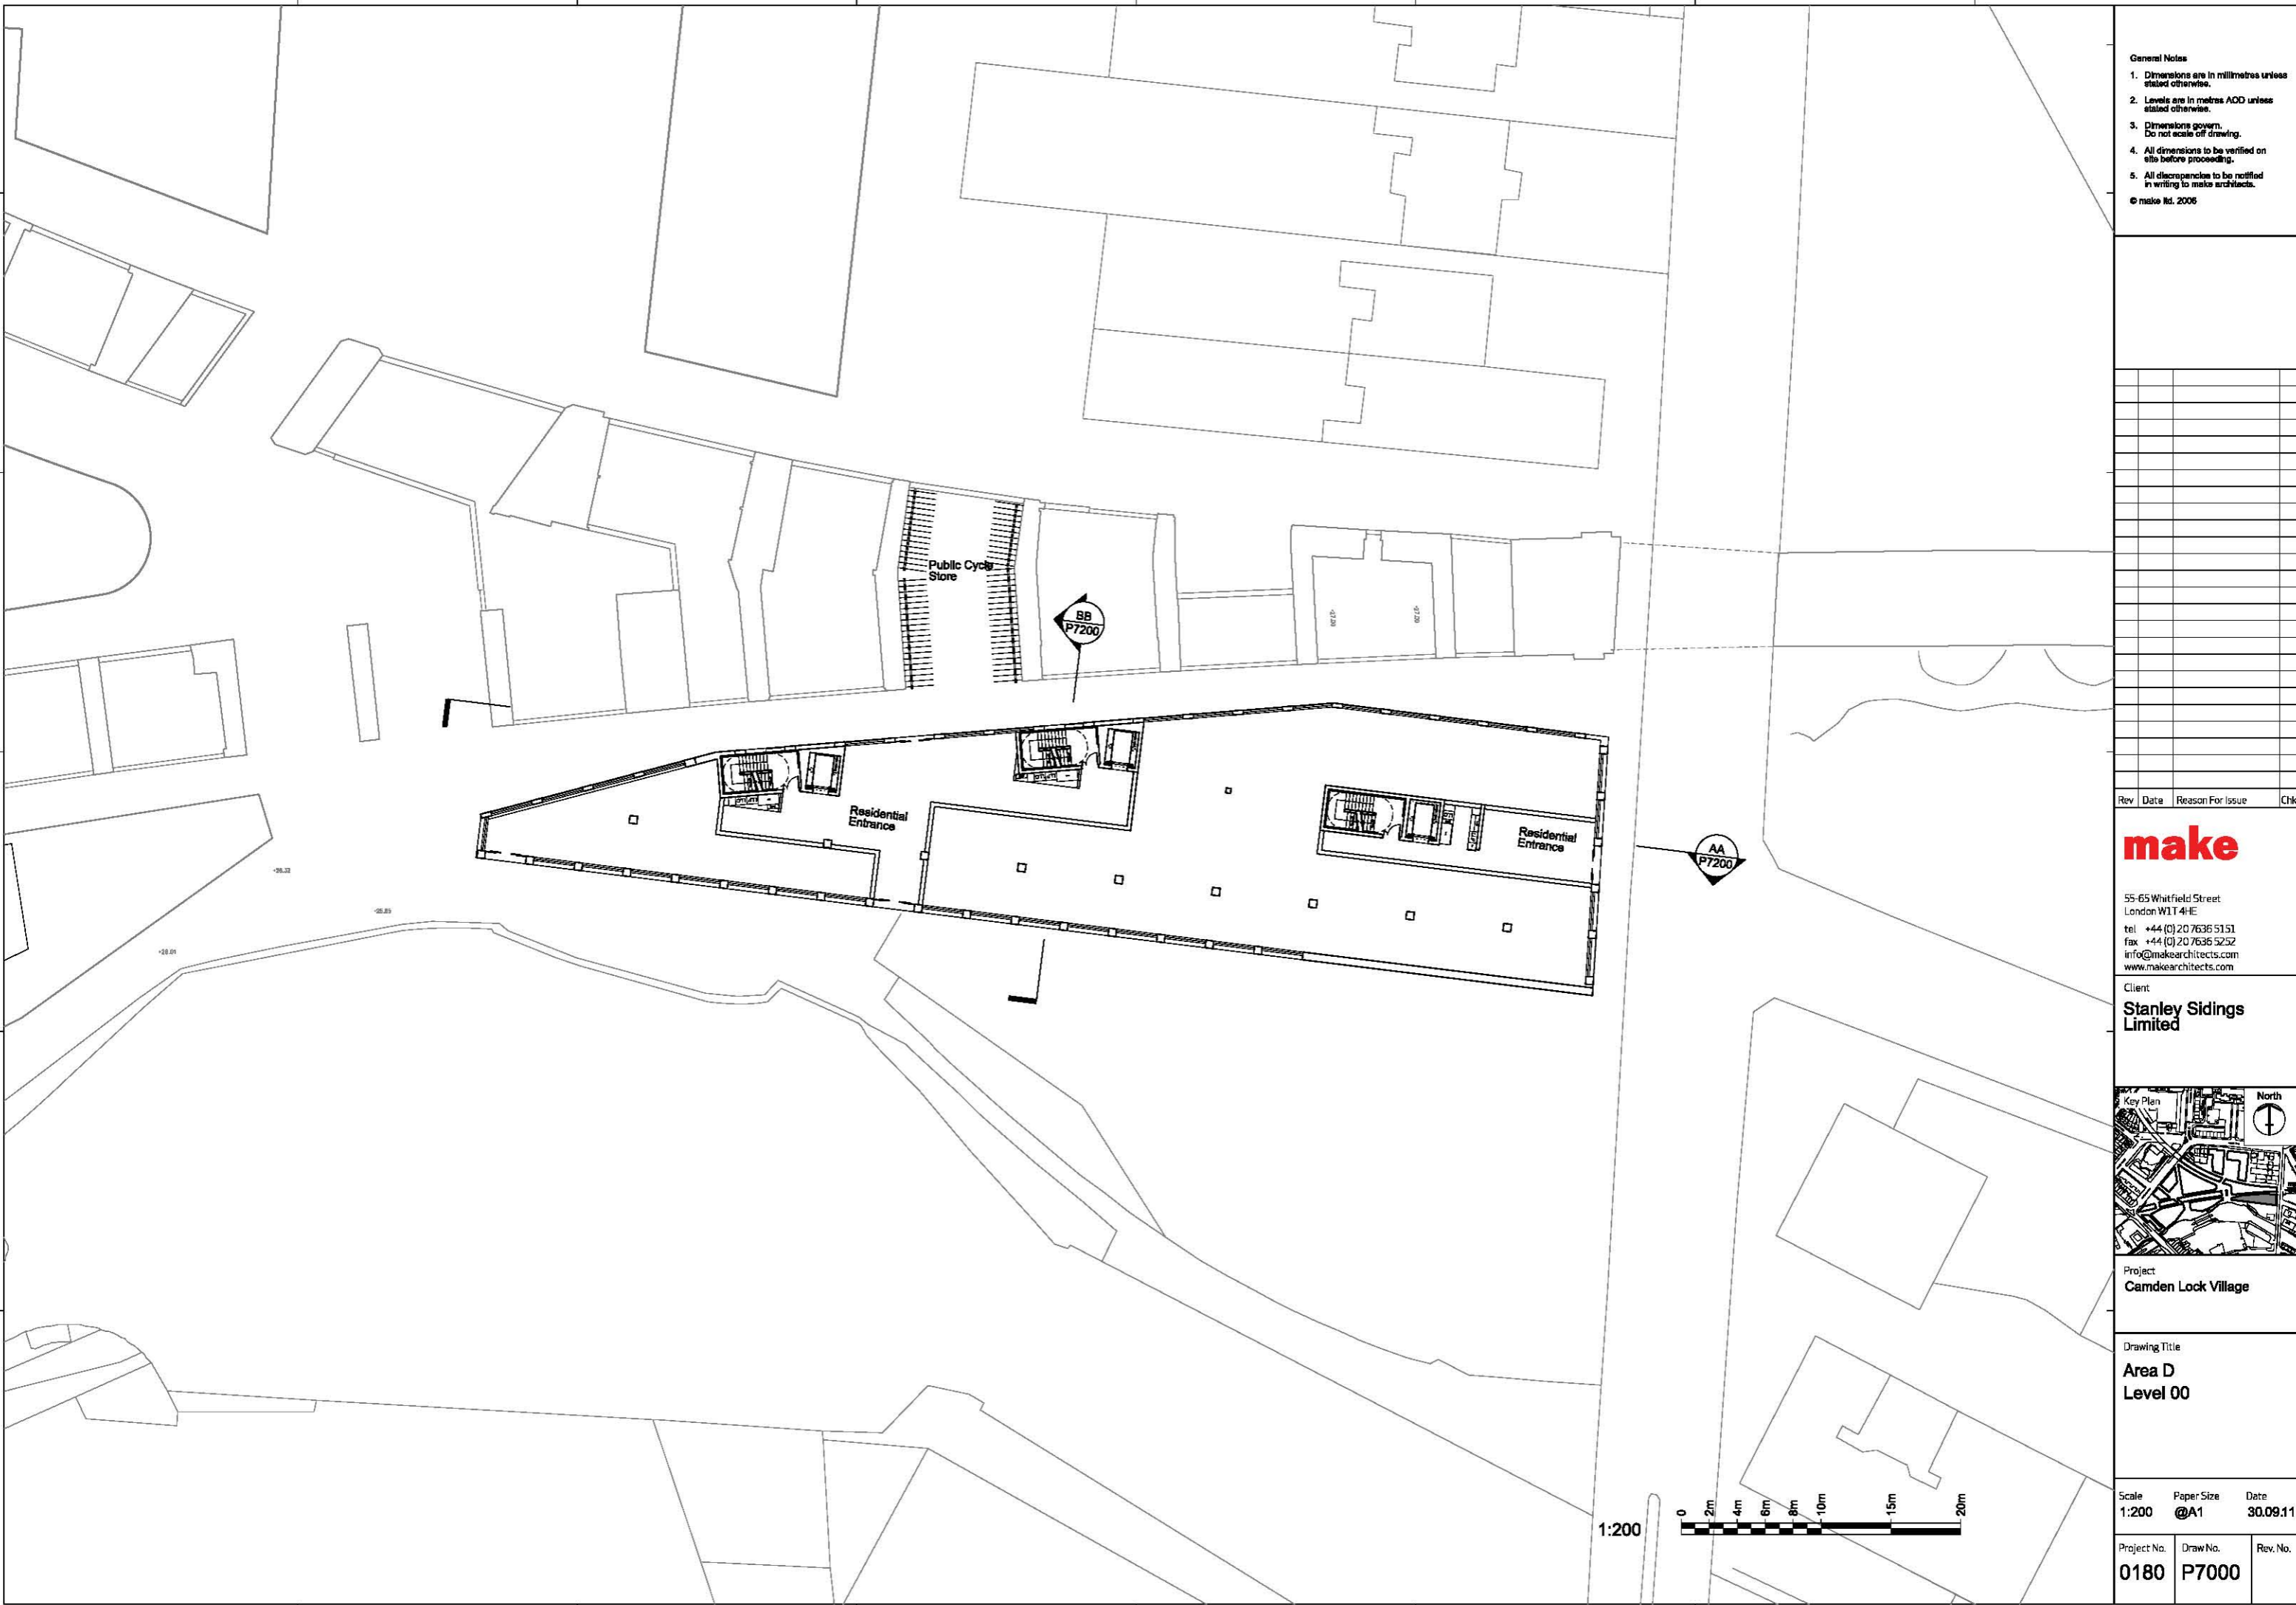 General Notes
1. Dimensions are in millimetres unless
stated otherwise.
2. Levels are in metres AOD unless
stated otherwise.
3. Dimensions govern.
Do not scale off drawing.
4. All dimensions to be verified on
site before proceeding.
5. All discrepancies to be notified
in writing to make architects.
© make ltd. 2006
Rev Date Reason For Issue Chk
make
55-65 Whitfield Street
London W1T 4HE
tel +44 (0) 20 7636 5151
fax +44 (0) 20 7636 5252
info@makearchitects.com
www.makearchitects.com
Client
Stanley Sidings
Limited
Key Plan
North
Project
Camden Lock Village
Drawing Title
Area D
Level 00
Scale Paper Size Date
1:200 @A1 30.09.11
Project No. Draw No. Rev. No.
0180 P7000
Public Cycle
Store
BB
P7200
Residential
Entrance
Residential
Entrance
AA
P7200
1:200
0 2m 4m 6m 8m 10m 15m 20m